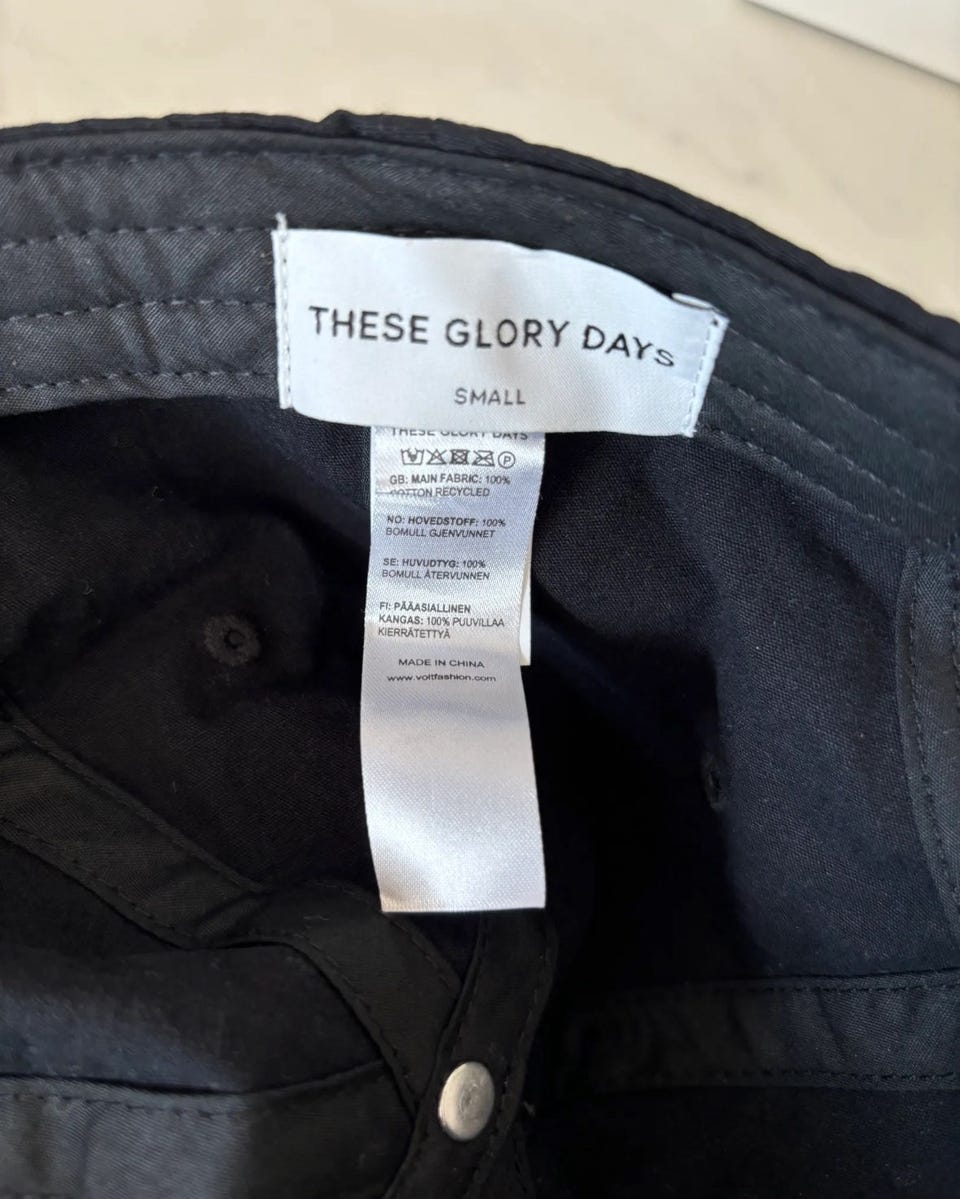 THESE GLORY DAYS
SMALL
THESE GLORY DAYS
P
GB: MAIN FABRIC: 100%
COTTON RECYCLED
NO: HOVEDSTOFF: 100%
BOMULL GJENVUNNET
SE: HUVUDTYG: 100%
BOMULL ÅTERVUNNEN
FI: PÄÄASIALLINEN
KANGAS: 100% PUUVILLAA
KIERRÄTETTYÄ
MADE IN CHINA
www.voltfashion.com